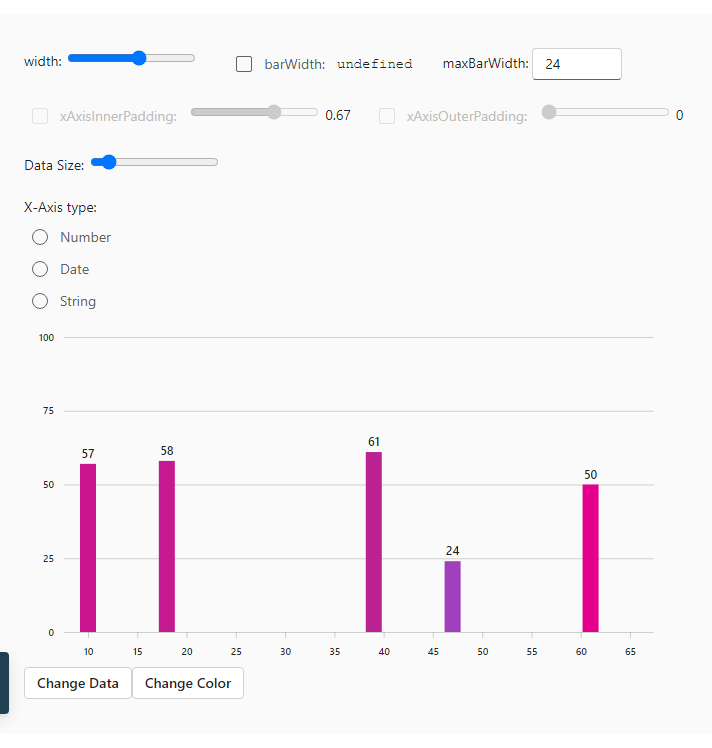 width: barWidth: undefined maxBarWidth: 24
xAxisInnerPadding: 0.67 xAxisOuterPadding: 0
Data Size:
X-Axis type:
Number
Date
String
100
75
61
58
57
50 50
25
24
0
10 15 20 25 30 35 40 45 50 55 60 65
Change Data Change Color